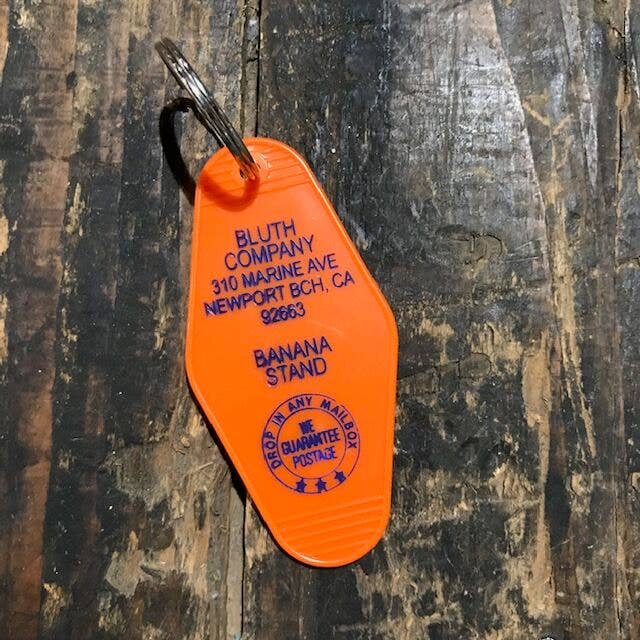 BLUTH
COMPANY
310 MARINE AVE
NEWPORT BCH, CA
92663
BANANA
STAND
DROP IN ANY MAILBOX
WE
GUARANTEE
POSTAGE